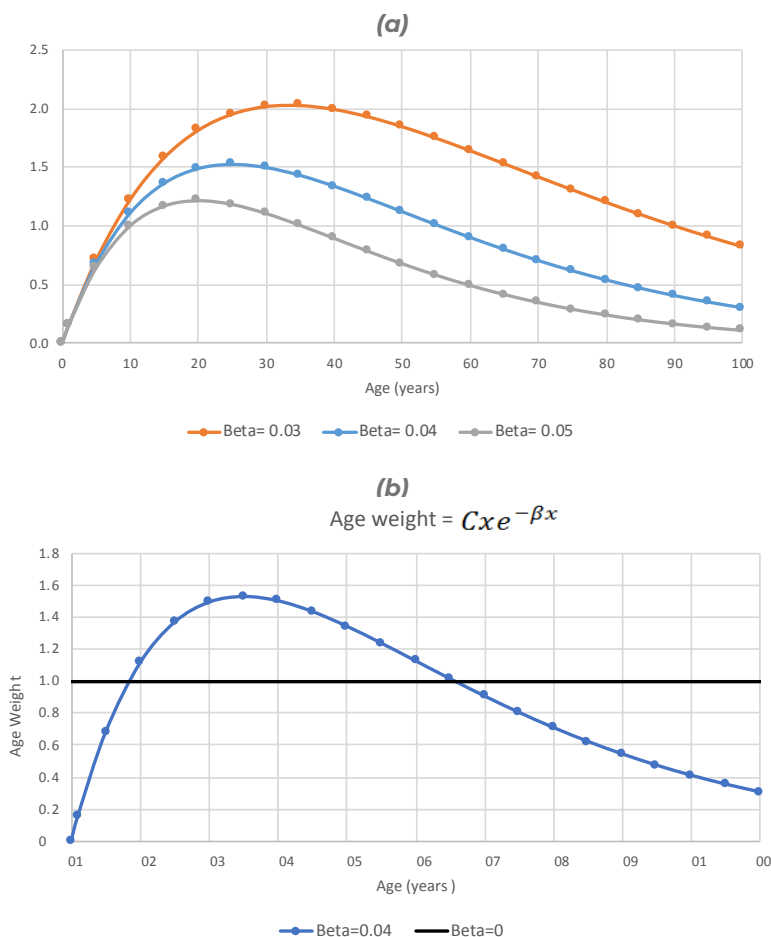 (a)
2.5
2.0
1.5
1.0
0.5
0.0
0 10 20 30 40 50 60 70 80 90 100
Age (years)
Beta= 0.03 Beta= 0.04 Beta= 0.05
(b)
Age weight = Cxe^{-βx}
1.8
1.6
1.4
1.2
1.0
0.8
0.6
0.4
0.2
0
Age Weight
01 02 03 04 05 06 07 08 09 01 00
Age (years )
Beta=0.04 Beta=0